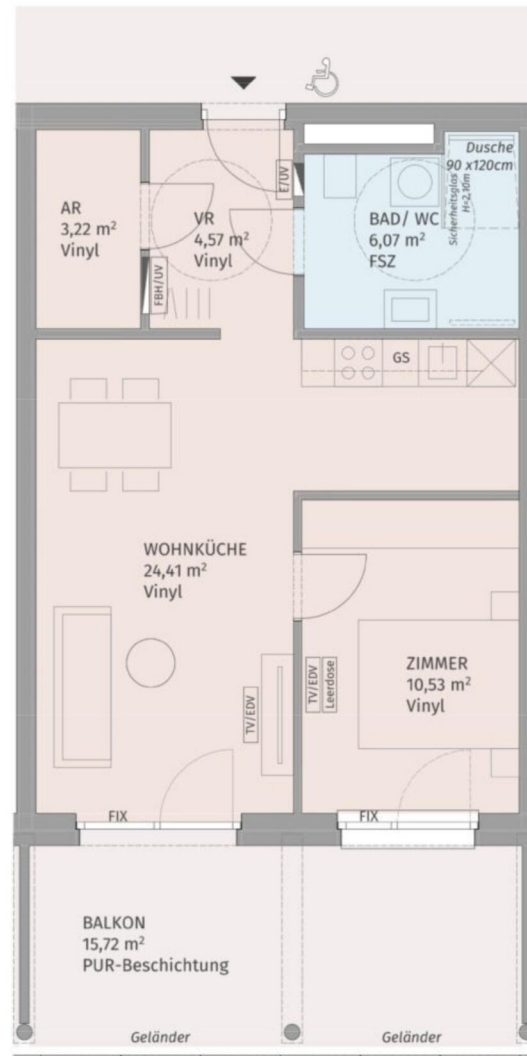 Dusche
90 x120cm
Sicherheitsglas
H=2,10m
E/UV
AR
3,22 m²
Vinyl
VR
4,57 m²
Vinyl
BAD/ WC
6,07 m²
FSZ
FBH/UV
GS
WOHNKÜCHE
24,41 m²
Vinyl
TV/EDV
TV/EDV
Leerdose
ZIMMER
10,53 m²
Vinyl
FIX
FIX
BALKON
15,72 m²
PUR-Beschichtung
Geländer
Geländer